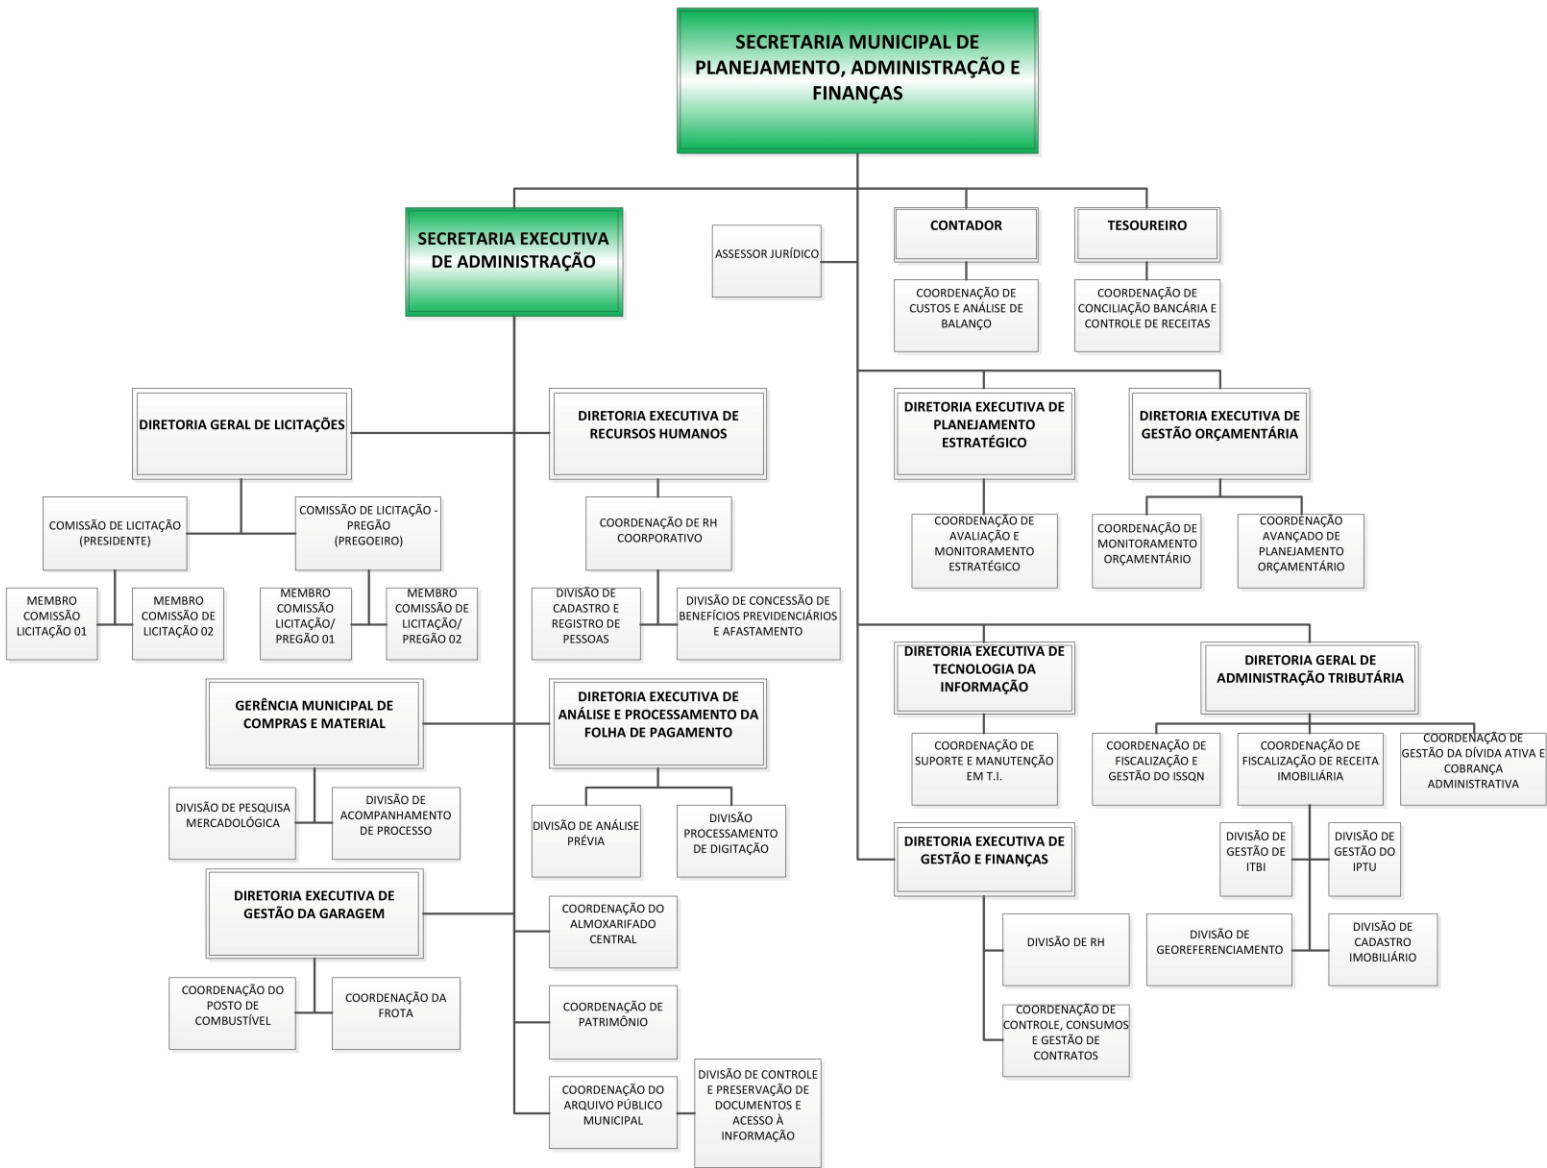 SECRETARIA MUNICIPAL DE
PLANEJAMENTO, ADMINISTRAÇÃO E
FINANÇAS
SECRETARIA EXECUTIVA
DE ADMINISTRAÇÃO
ASSESSOR JURÍDICO
CONTADOR
TESOUREIRO
COORDENAÇÃO DE
CUSTOS E ANÁLISE DE
BALANÇO
COORDENAÇÃO DE
CONCILIAÇÃO BANCÁRIA E
CONTROLE DE RECEITAS
DIRETORIA GERAL DE LICITAÇÕES
DIRETORIA EXECUTIVA DE
RECURSOS HUMANOS
DIRETORIA EXECUTIVA DE
PLANEJAMENTO
ESTRATÉGICO
DIRETORIA EXECUTIVA DE
GESTÃO ORÇAMENTÁRIA
COMISSÃO DE LICITAÇÃO
(PRESIDENTE)
COMISSÃO DE LICITAÇÃO -
PREGÃO
(PREGOEIRO)
COORDENAÇÃO DE RH
COORPORATIVO
COORDENAÇÃO DE
AVALIAÇÃO E
MONITORAMENTO
ESTRATÉGICO
COORDENAÇÃO DE
MONITORAMENTO
ORÇAMENTÁRIO
COORDENAÇÃO
AVANÇADO DE
PLANEJAMENTO
ORÇAMENTÁRIO
MEMBRO
COMISSÃO
LICITAÇÃO 01
MEMBRO
COMISSÃO DE
LICITAÇÃO 02
MEMBRO
COMISSÃO
LICITAÇÃO/
PREGÃO 01
MEMBRO
COMISSÃO DE
LICITAÇÃO/
PREGÃO 02
DIVISÃO DE
CADASTRO E
REGISTRO DE
PESSOAS
DIVISÃO DE CONCESSÃO DE
BENEFÍCIOS PREVIDENCIÁRIOS
E AFASTAMENTO
DIRETORIA EXECUTIVA DE
TECNOLOGIA DA
INFORMAÇÃO
DIRETORIA GERAL DE
ADMINISTRAÇÃO TRIBUTÁRIA
GERÊNCIA MUNICIPAL DE
COMPRAS E MATERIAL
DIRETORIA EXECUTIVA DE
ANÁLISE E PROCESSAMENTO DA
FOLHA DE PAGAMENTO
COORDENAÇÃO DE
SUPORTE E MANUTENÇÃO
EM T.I.
COORDENAÇÃO DE
FISCALIZAÇÃO E
GESTÃO DO ISSQN
COORDENAÇÃO DE
FISCALIZAÇÃO DE RECEITA
IMOBILIÁRIA
COORDENAÇÃO DE
GESTÃO DA DÍVIDA ATIVA E
COBRANÇA
ADMINISTRATIVA
DIVISÃO DE PESQUISA
MERCADOLÓGICA
DIVISÃO DE
ACOMPANHAMENTO
DE PROCESSO
DIVISÃO DE ANÁLISE
PRÉVIA
DIVISÃO
PROCESSAMENTO
DE DIGITAÇÃO
DIRETORIA EXECUTIVA DE
GESTÃO E FINANÇAS
DIVISÃO DE
GESTÃO DE
ITBI
DIVISÃO DE
GESTÃO DO
IPTU
DIRETORIA EXECUTIVA DE
GESTÃO DA GARAGEM
COORDENAÇÃO DO
ALMOXARIFADO
CENTRAL
DIVISÃO DE RH
DIVISÃO DE
GEOREFERENCIAMENTO
DIVISÃO DE
CADASTRO
IMOBILIÁRIO
COORDENAÇÃO DO
POSTO DE
COMBUSTÍVEL
COORDENAÇÃO DA
FROTA
COORDENAÇÃO DE
PATRIMÔNIO
COORDENAÇÃO DE
CONTROLE, CONSUMOS
E GESTÃO DE
CONTRATOS
COORDENAÇÃO DO
ARQUIVO PÚBLICO
MUNICIPAL
DIVISÃO DE CONTROLE
E PRESERVAÇÃO DE
DOCUMENTOS E
ACESSO À
INFORMAÇÃO